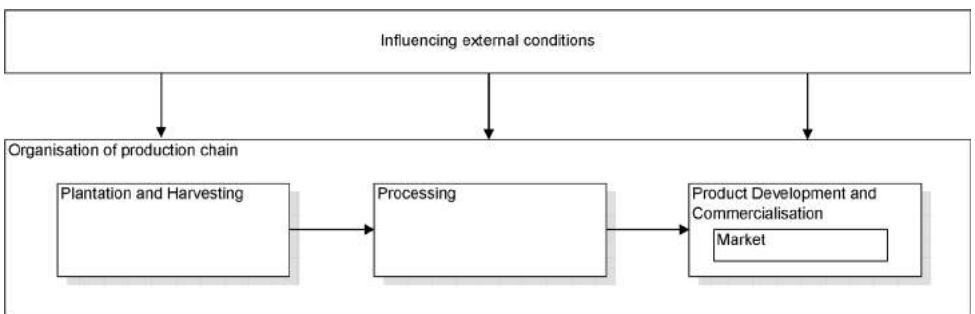 Influencing external conditions
Organisation of production chain
Plantation and Harvesting
Processing
Product Development and
Commercialisation
Market